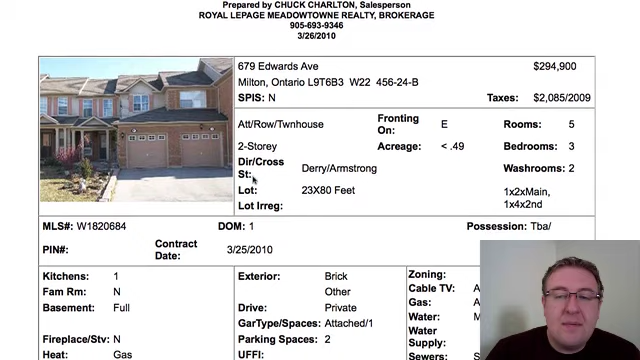 Prepared by CHUCK CHARLTON, Salesperson
ROYAL LEPAGE MEADOWTOWNE REALTY, BROKERAGE
905-693-9346
3/26/2010
679 Edwards Ave $294,900
Milton, Ontario L9T6B3 W22 456-24-B
SPIS: N Taxes: $2,085/2009
Att/Row/Twnhouse Fronting On: E Rooms: 5
2-Storey Acreage: < .49 Bedrooms: 3
Dir/Cross St: Derry/Armstrong Washrooms: 2
Lot: 23X80 Feet 1x2xMain,
Lot Irreg: 1x4x2nd
MLS#: W1820684 DOM: 1 Possession: Tba/
PIN#: Contract Date: 3/25/2010
Kitchens: 1 Exterior: Brick Zoning:
Fam Rm: N Other Cable TV: A
Basement: Full Drive: Private Gas: A
GarType/Spaces: Attached/1 Water: M
Fireplace/Stv: N Parking Spaces: 2 Water Supply:
Heat: Gas UFFI: Sewers: S